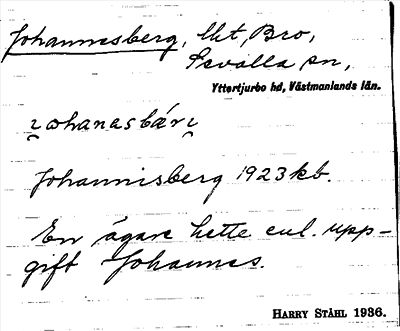 Johannesberg, lht, Bro,
Sevalla sn,
Yttertjurbo hd, Västmanlands län.
Johannisberg 1923 kb.
En ägare hette enl. upp-
gift Johannes.
HARRY STÅHL 1936.